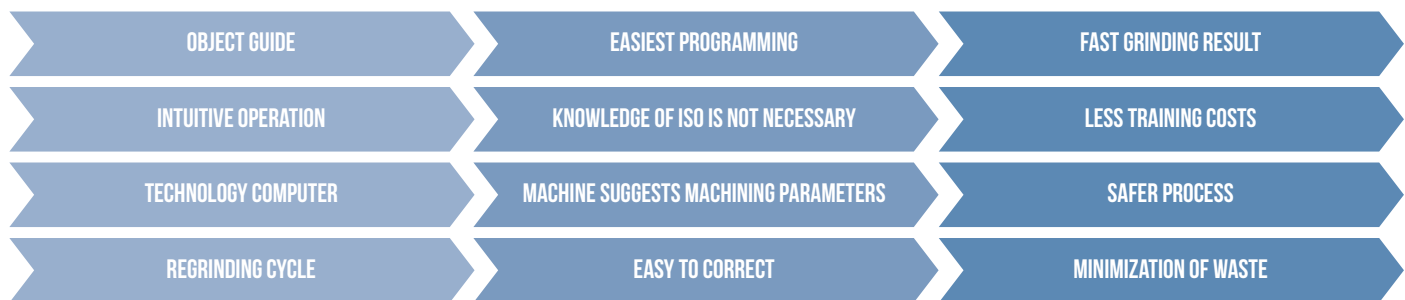 OBJECT GUIDE
EASIEST PROGRAMMING
FAST GRINDING RESULT
INTUITIVE OPERATION
KNOWLEDGE OF ISO IS NOT NECESSARY
LESS TRAINING COSTS
TECHNOLOGY COMPUTER
MACHINE SUGGESTS MACHINING PARAMETERS
SAFER PROCESS
REGRINDING CYCLE
EASY TO CORRECT
MINIMIZATION OF WASTE